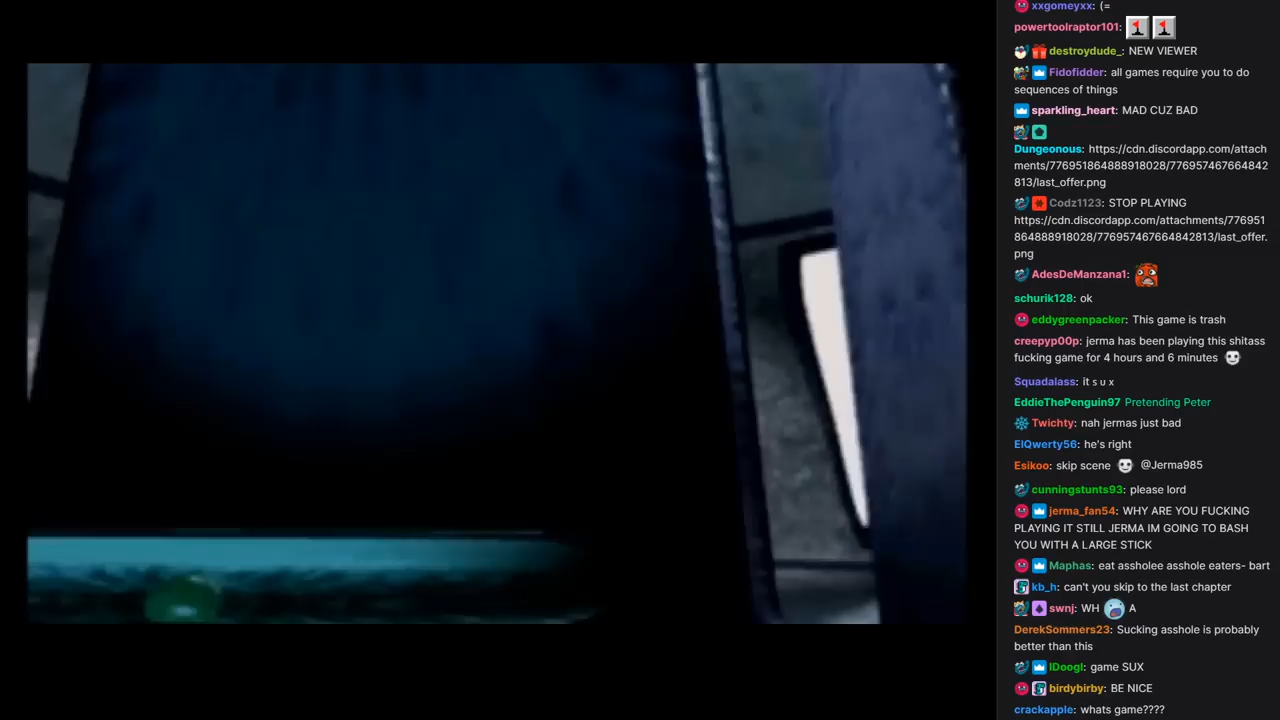 xxgomeyxx: (=
powertoolraptor101:
destroydude_: NEW VIEWER
Fidofidder: all games require you to do
sequences of things
sparkling_heart: MAD CUZ BAD
Dungeonous: https://cdn.discordapp.com/attach
ments/776951864888918028/776957467664842
813/last_offer.png
Codz1123: STOP PLAYING
https://cdn.discordapp.com/attachments/776951
864888918028/776957467664842813/last_offer.
png
AdesDeManzana1:
schurik128: ok
eddygreenpacker: This game is trash
creepyp00p: jerma has been playing this shitass
fucking game for 4 hours and 6 minutes
Squadalass: it s u x
EddieThePenguin97 Pretending Peter
Twichty: nah jermas just bad
ElQwerty56: he's right
Esikoo: skip scene @Jerma985
cunningstunts93: please lord
jerma_fan54: WHY ARE YOU FUCKING
PLAYING IT STILL JERMA IM GOING TO BASH
YOU WITH A LARGE STICK
Maphas: eat assholee asshole eaters- bart
kb_h: can't you skip to the last chapter
swnj: WH A
DerekSommers23: Sucking asshole is probably
better than this
IDoogl: game SUX
birdybirby: BE NICE
crackapple: whats game????